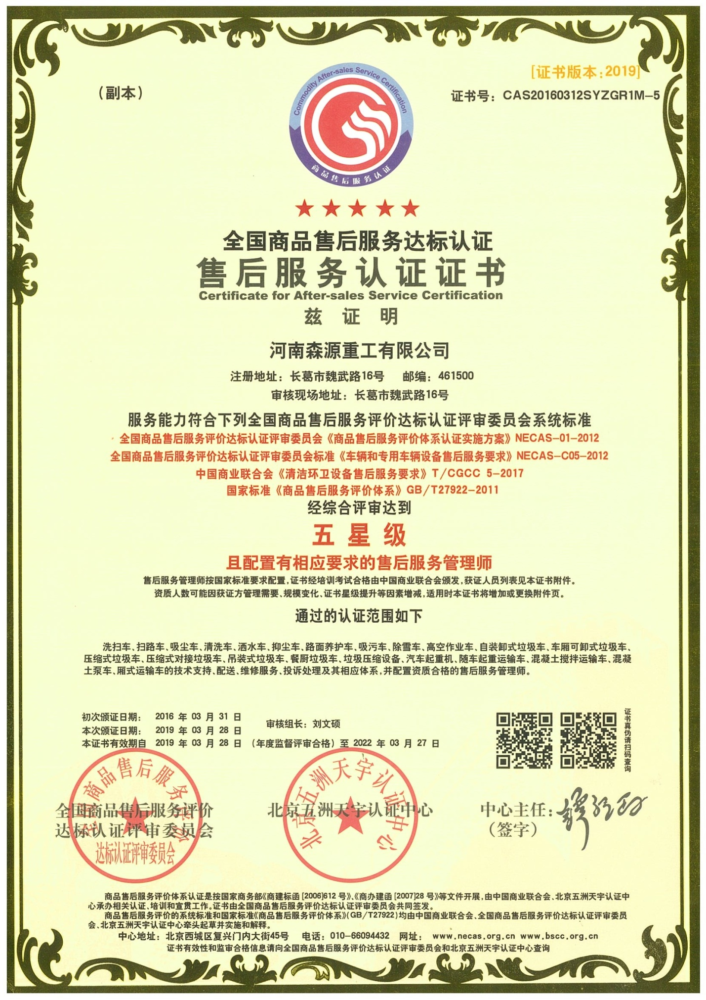 [证书版本：2019]
（副本）
证书号：CAS20160312SYZGR1M-5
Commodity After-sales Service Certification
商品售后服务认证
全国商品售后服务达标认证
售后服务认证证书
Certificate for After-sales Service Certification
兹 证 明
河南森源重工有限公司
注册地址：长葛市魏武路16号 邮编：461500
审核现场地址：长葛市魏武路16号
服务能力符合下列全国商品售后服务评价达标认证评审委员会系统标准
全国商品售后服务评价达标认证评审委员会《商品售后服务评价体系认证实施方案》NECAS-01-2012
全国商品售后服务评价达标认证评审委员会标准《车辆和专用车辆设备售后服务要求》NECAS-C05-2012
中国商业联合会《清洁环卫设备售后服务要求》T/CGCC 5-2017
国家标准《商品售后服务评价体系》GB/T27922-2011
经综合评审达到
五 星 级
且配置有相应要求的售后服务管理师
售后服务管理师按国家标准要求配置，证书经培训考试合格由中国商业联合会颁发，获证人员列表见本证书附件。
资质人数可能因获证方管理需要、规模变化、证书星级提升等因素增减，适用时本证书将增加或更换附件页。
通过的认证范围如下
洗扫车、扫路车、吸尘车、清洗车、洒水车、抑尘车、路面养护车、吸污车、除雪车、高空作业车、自装卸式垃圾车、车厢可卸式垃圾车、
压缩式垃圾车、压缩式对接垃圾车、吊装式垃圾车、餐厨垃圾车、垃圾压缩设备、汽车起重机、随车起重运输车、混凝土搅拌运输车、混凝
土泵车、厢式运输车的技术支持、配送、维修服务、投诉处理及其相应体系，并配置资质合格的售后服务管理师。
初次颁证日期： 2016 年 03 月 31 日
本次颁证日期： 2019 年 03 月 28 日
审核组长：刘文硕
本证书有效期自 2019 年 03 月 28 日 （年度监督评审合格）至 2022 年 03 月 27 日
证书真伪请扫码查询
全国商品售后服务评价
达标认证评审委员会
全国商品售后服务评价
达标认证评审委员会
北京五洲天宇认证中心
北京五洲天宇认证中心
中心主任：
（签字）
商品售后服务评价体系认证是按国家商务部《商建标函[2006]612 号》、《商办建函[2007]28 号》等文件开展，由中国商业联合会、北京五洲天宇认证中
心承办相关认证、培训和宣贯工作。证书由全国商品售后服务评价达标认证评审委员会共同签发。
商品售后服务评价的系统标准和国家标准《商品售后服务评价体系》（GB/T27922）均由中国商业联合会、全国商品售后服务评价达标认证评审委员
会、北京五洲天宇认证中心牵头起草并实施和解释。
中心地址：北京西城区复兴门内大街45号 电话：010-66094432 网址： www.necas.org.cn www.bscc.org.cn
证书有效性和监审合格信息请向全国商品售后服务评价达标认证评审委员会和北京五洲天宇认证中心查询